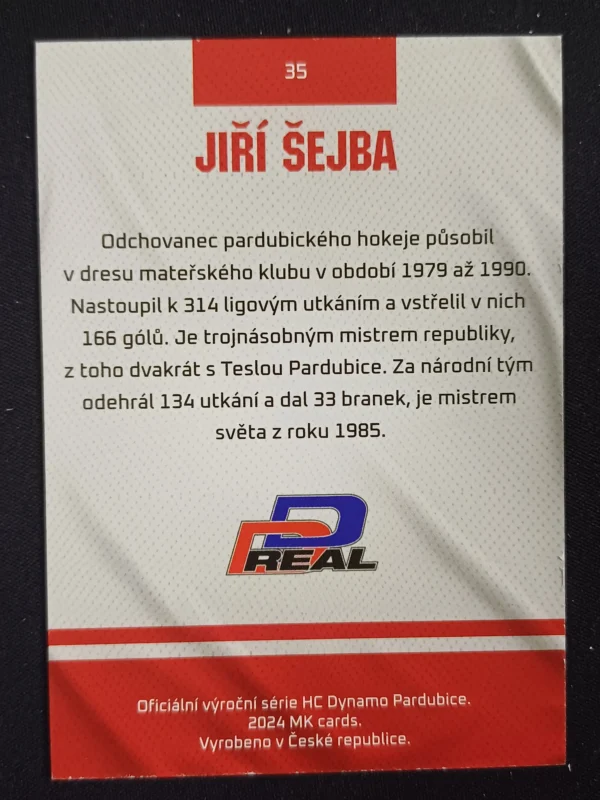 35
JIŘÍ ŠEJBA
Odchovanec pardubického hokeje působil
v dresu mateřského klubu v období 1979 až 1990.
Nastoupil k 314 ligovým utkáním a vstřelil v nich
166 gólů. Je trojnásobným mistrem republiky,
z toho dvakrát s Teslou Pardubice. Za národní tým
odehrál 134 utkání a dal 33 branek, je mistrem
světa z roku 1985.
PD
REAL
Oficiální výroční série HC Dynamo Pardubice.
2024 MK cards.
Vyrobeno v České republice.